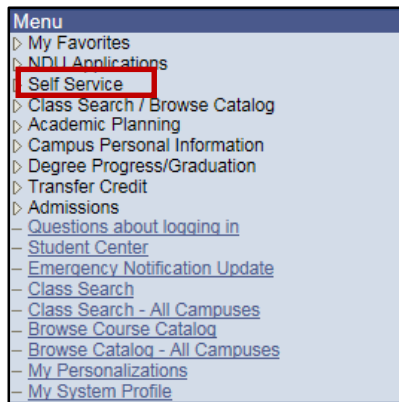 Menu
My Favorites
NDU Applications
Self Service
Class Search / Browse Catalog
Academic Planning
Campus Personal Information
Degree Progress/Graduation
Transfer Credit
Admissions
– Questions about logging in
– Student Center
– Emergency Notification Update
– Class Search
– Class Search - All Campuses
– Browse Course Catalog
– Browse Catalog - All Campuses
– My Personalizations
– My System Profile